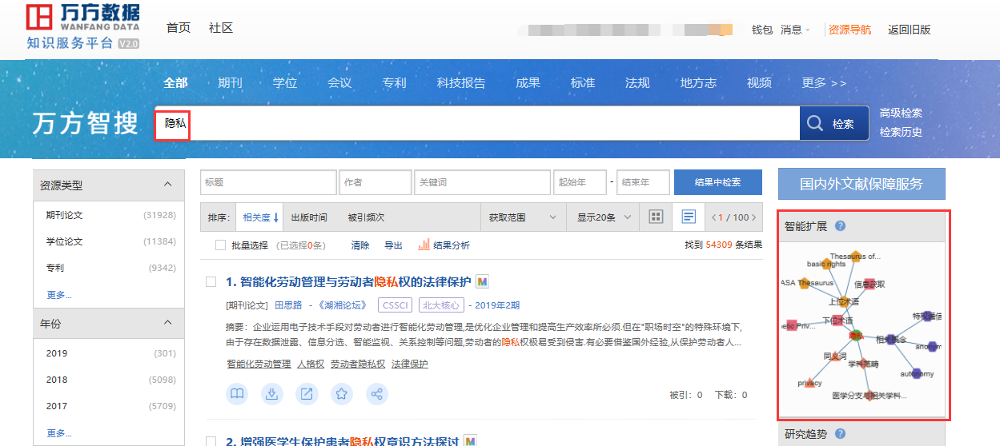 万方数据
WANFANG DATA
知识服务平台 V2.0
首页 社区
钱包 消息 资源导航 返回旧版
全部 期刊 学位 会议 专利 科技报告 成果 标准 法规 地方志 视频 更多 >>
万方智搜
隐私
检索
高级检索
检索历史
资源类型
期刊论文 (31928)
学位论文 (11384)
专利 (9342)
更多...
年份
2019 (301)
2018 (5098)
2017 (5709)
更多...
标题 作者 关键词 起始年 - 结束年 结果中检索
排序: 相关度 出版时间 被引频次 获取范围 显示20条 < 1 / 100 >
批量选择 (已选择0条) 清除 导出 结果分析 找到 54309 条结果
1. 智能化劳动管理与劳动者隐私权的法律保护 M
[期刊论文] 田思路 - 《湖湘论坛》 CSSCI 北大核心 - 2019年2期
摘要：企业运用电子技术手段对劳动者进行智能化劳动管理,是优化企业管理和提高生产效率所必须.但在"职场时空"的特殊环境下,
由于存在数据泄露、信息分选、智能监视、关系控制等问题,劳动者的隐私权极易受到侵害.有必要借鉴国外经验,从保护劳动者人...
智能化劳动管理 人格权 劳动者隐私权 法律保护
被引：0 下载：0
2. 增强医学生保护患者隐私权意识方法探讨 M
国内外文献保障服务
智能扩展 ?
Thesaurus of...
basic rights
ASA Thesaurus
信息获取
上位术语
下位术语
etic Priv...
隐私
相关概念
特权通信
anonym
autonomy
同义词
学科范畴
privacy
医学分支与相关学科...
研究趋势 ?